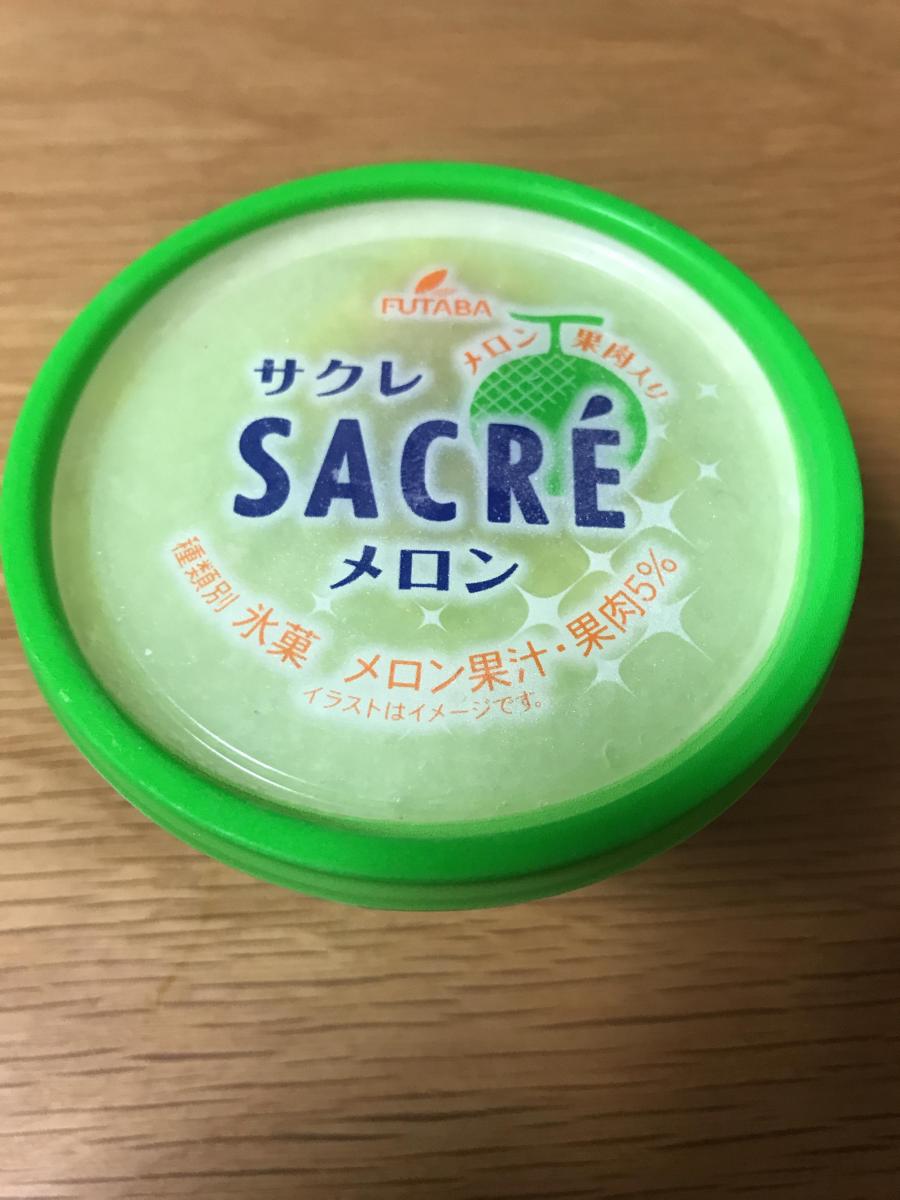 FUTABA
メロン果肉入り
サクレ
SACRÉ
メロン
種類別 氷菓 メロン果汁・果肉5%
イラストはイメージです。